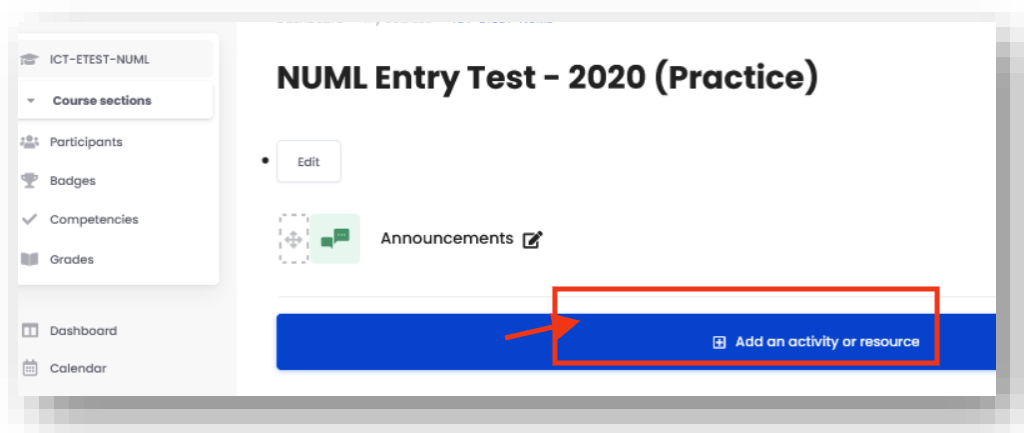 ICT-ETEST-NUML
Course sections
Participants
Badges
Competencies
Grades
Dashboard
Calendar
NUML Entry Test - 2020 (Practice)
Edit
Announcements
Add an activity or resource